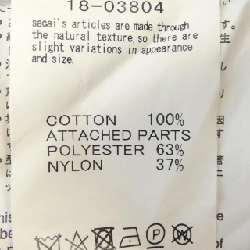 18-03804
sacai's articles are made through
the natural texture, so there are
slight variations in appearance
and size.
COTTON 100%
ATTACHED PARTS
POLYESTER 63%
NYLON 37%